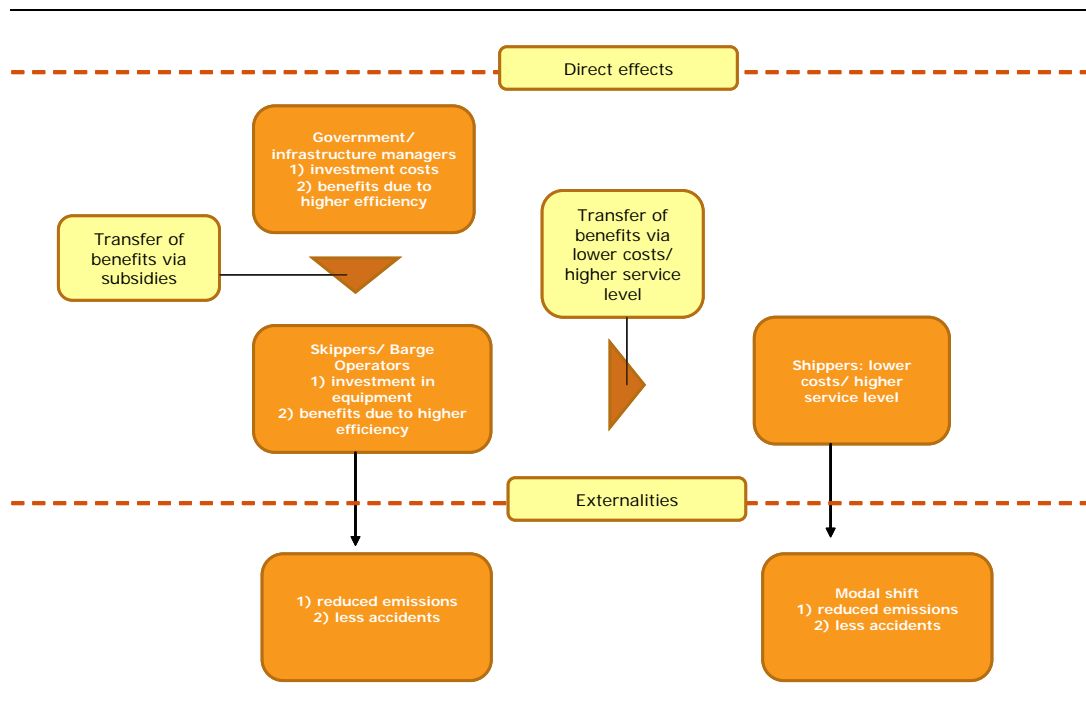 Direct effects
Government/
infrastructure managers
1) investment costs
2) benefits due to
higher efficiency
Transfer of
benefits via
subsidies
Transfer of
benefits via
lower costs/
higher service
level
Skippers/ Barge
Operators
1) investment in
equipment
2) benefits due to higher
efficiency
Shippers: lower
costs/ higher
service level
Externalities
1) reduced emissions
2) less accidents
Modal shift
1) reduced emissions
2) less accidents